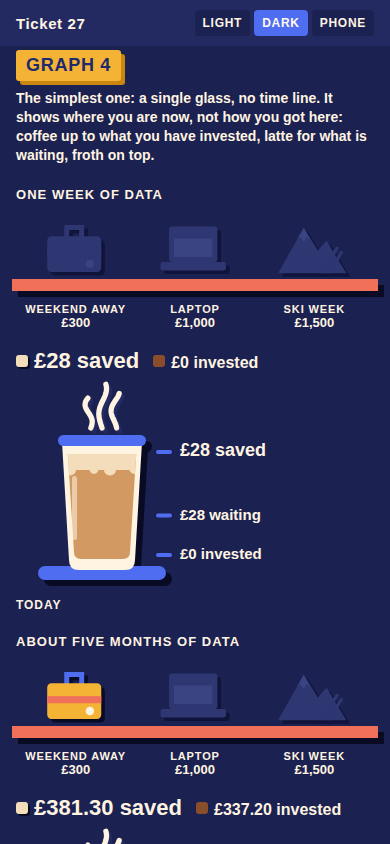 Ticket 27
LIGHT
DARK
PHONE
GRAPH 4
The simplest one: a single glass, no time line. It
shows where you are now, not how you got here:
coffee up to what you have invested, latte for what is
waiting, froth on top.
ONE WEEK OF DATA
WEEKEND AWAY
£300
LAPTOP
£1,000
SKI WEEK
£1,500
£28 saved
£0 invested
£28 saved
£28 waiting
£0 invested
TODAY
ABOUT FIVE MONTHS OF DATA
WEEKEND AWAY
£300
LAPTOP
£1,000
SKI WEEK
£1,500
£381.30 saved
£337.20 invested